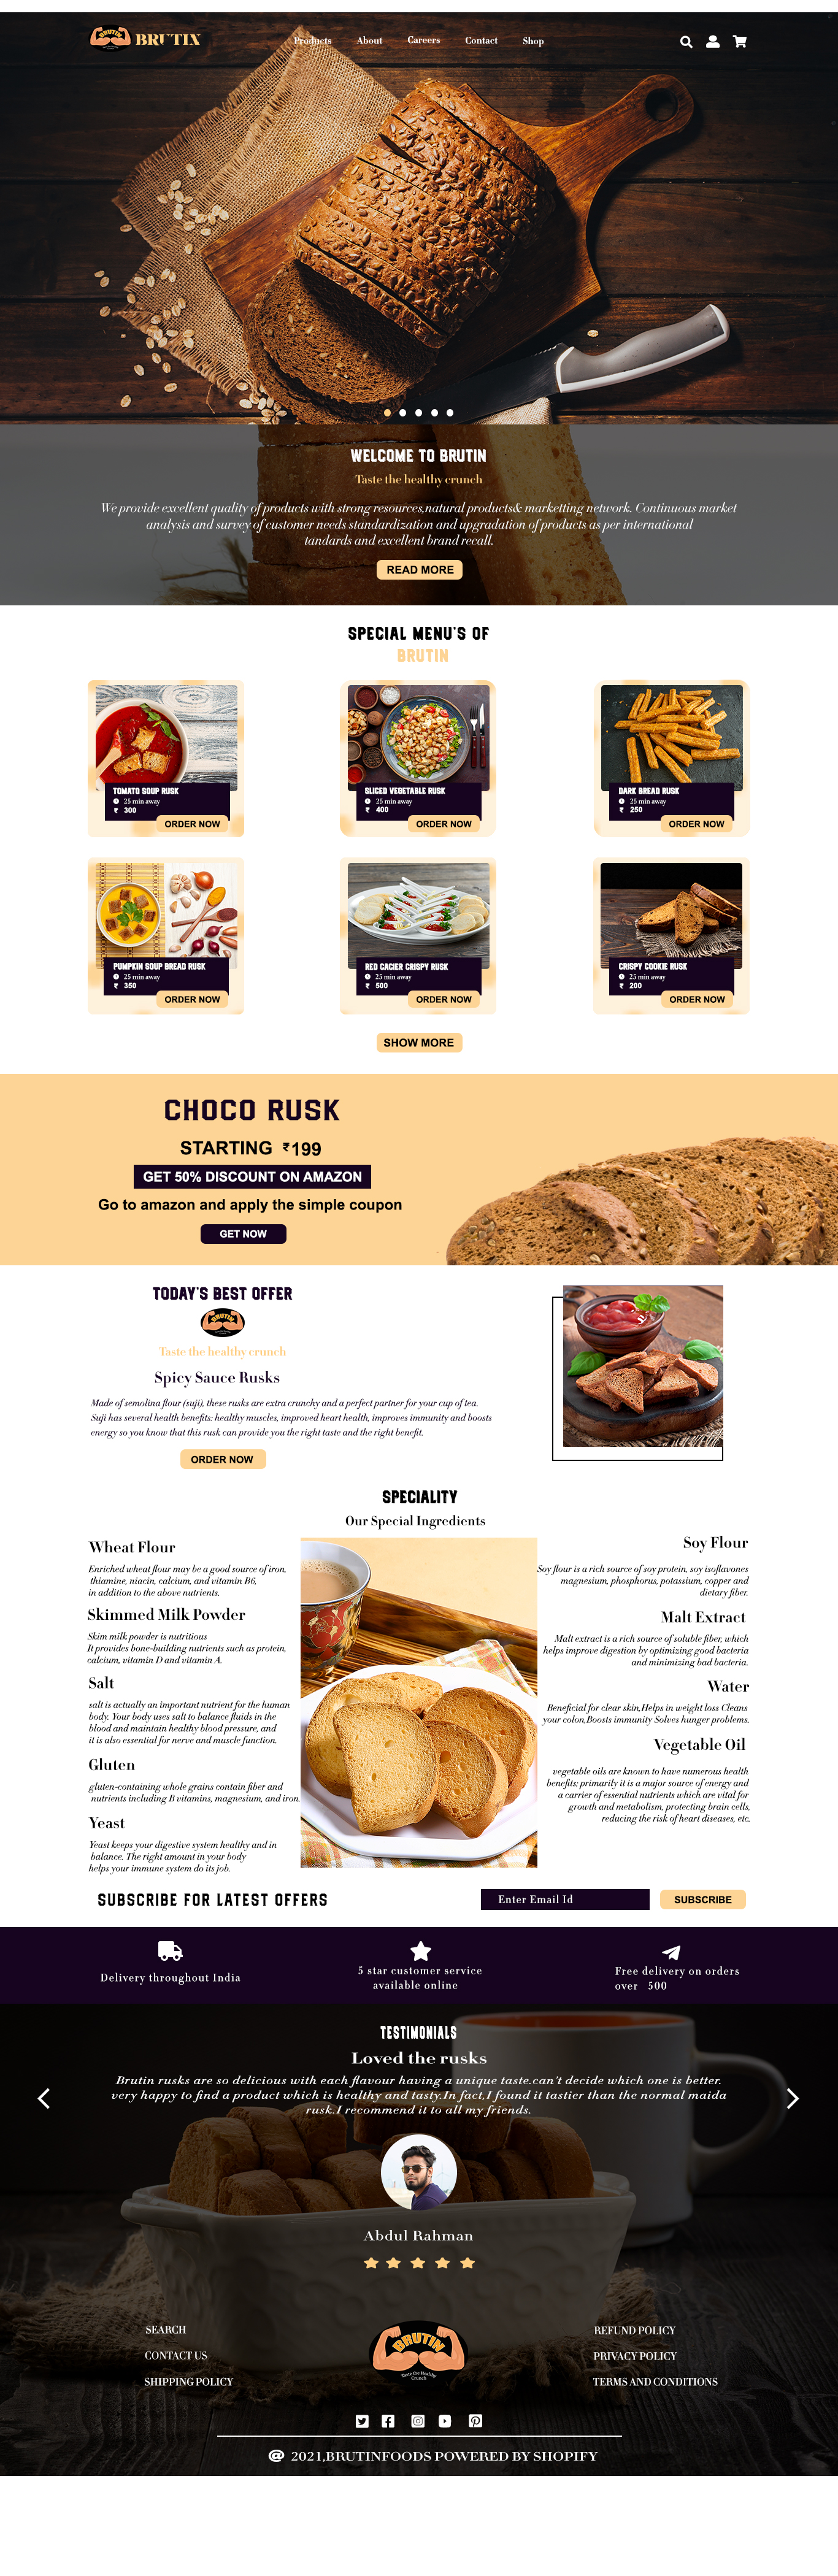 BRUTIN
BRUTIN
Products About Careers Contact Shop
WELCOME TO BRUTIN
Taste the healthy crunch
We provide excellent quality of products with strong resources,natural products& marketting network. Continuous market
analysis and survey of customer needs standardization and upgradation of products as per international
tandards and excellent brand recall.
READ MORE
SPECIAL MENU'S OF
BRUTIN
TOMATO SOUP RUSK
25 min away
₹ 300
ORDER NOW
SLICED VEGETABLE RUSK
25 min away
₹ 400
ORDER NOW
DARK BREAD RUSK
25 min away
₹ 250
ORDER NOW
PUMPKIN SOUP BREAD RUSK
25 min away
₹ 350
ORDER NOW
RED CACIER CRISPY RUSK
25 min away
₹ 500
ORDER NOW
CRISPY COOKIE RUSK
25 min away
₹ 200
ORDER NOW
SHOW MORE
CHOCO RUSK
STARTING ₹199
GET 50% DISCOUNT ON AMAZON
Go to amazon and apply the simple coupon
GET NOW
TODAY'S BEST OFFER
BRUTIN
Taste the healthy crunch
Spicy Sauce Rusks
Made of semolina flour (suji), these rusks are extra crunchy and a perfect partner for your cup of tea.
Suji has several health benefits: healthy muscles, improved heart health, improves immunity and boosts
energy so you know that this rusk can provide you the right taste and the right benefit.
ORDER NOW
SPECIALITY
Our Special Ingredients
Wheat Flour
Enriched wheat flour may be a good source of iron,
thiamine, niacin, calcium, and vitamin B6,
in addition to the above nutrients.
Skimmed Milk Powder
Skim milk powder is nutritious
It provides bone-building nutrients such as protein,
calcium, vitamin D and vitamin A.
Salt
salt is actually an important nutrient for the human
body. Your body uses salt to balance fluids in the
blood and maintain healthy blood pressure, and
it is also essential for nerve and muscle function.
Gluten
gluten-containing whole grains contain fiber and
nutrients including B vitamins, magnesium, and iron.
Yeast
Yeast keeps your digestive system healthy and in
balance. The right amount in your body
helps your immune system do its job.
Soy Flour
Soy flour is a rich source of soy protein, soy isoflavones
magnesium, phosphorus, potassium, copper and
dietary fiber.
Malt Extract
Malt extract is a rich source of soluble fiber, which
helps improve digestion by optimizing good bacteria
and minimizing bad bacteria.
Water
Beneficial for clear skin,Helps in weight loss Cleans
your colon,Boosts immunity Solves hunger problems.
Vegetable Oil
vegetable oils are known to have numerous health
benefits; primarily it is a major source of energy and
a carrier of essential nutrients which are vital for
growth and metabolism, protecting brain cells,
reducing the risk of heart diseases, etc.
SUBSCRIBE FOR LATEST OFFERS
Enter Email Id
SUBSCRIBE
Delivery throughout India
5 star customer service
available online
Free delivery on orders
over 500
TESTIMONIALS
Loved the rusks
Brutin rusks are so delicious with each flavour having a unique taste.can't decide which one is better.
very happy to find a product which is healthy and tasty.In fact,I found it tastier than the normal maida
rusk.I recommend it to all my friends.
Abdul Rahman
SEARCH
CONTACT US
SHIPPING POLICY
BRUTIN
Taste the Healthy
Crunch
REFUND POLICY
PRIVACY POLICY
TERMS AND CONDITIONS
@ 2021,BRUTINFOODS POWERED BY SHOPIFY